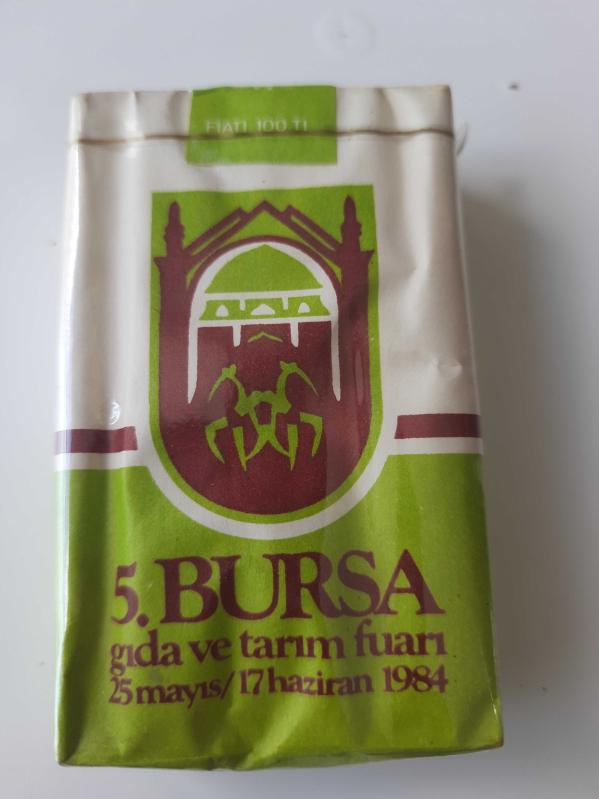 FİATI 100 TL
5. BURSA
gıda ve tarım fuarı
25 mayıs/ 17 haziran 1984